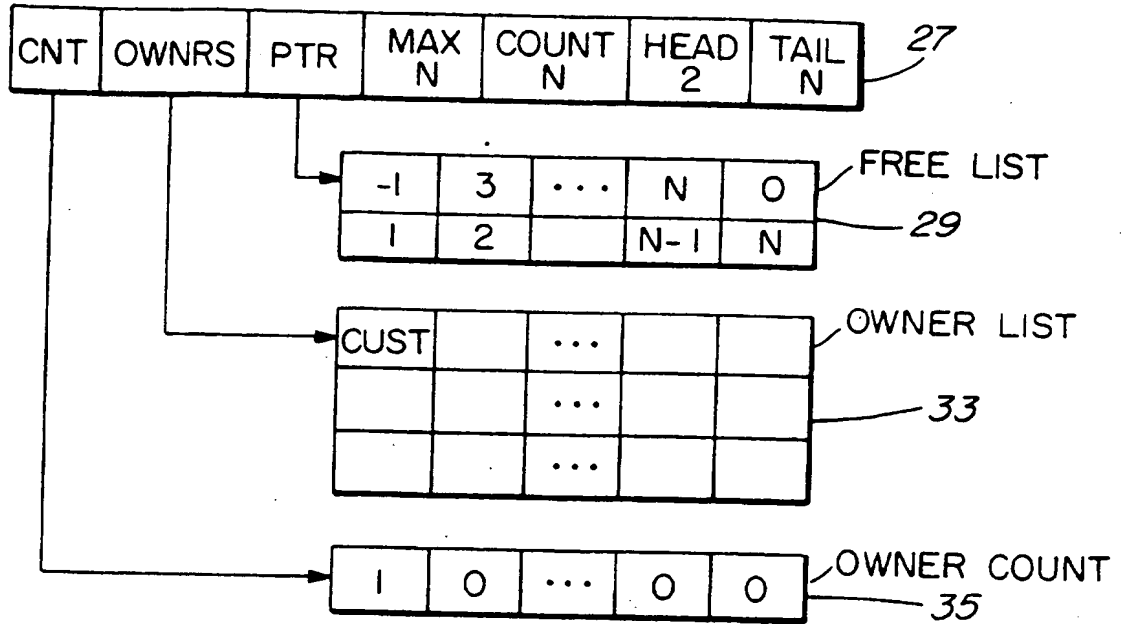 CNT OWNRS PTR MAX N COUNT N HEAD 2 TAIL N 27
FREE LIST
-1 3 ... N 0
29
1 2 N-1 N
OWNER LIST
CUST ...
...
33
...
OWNER COUNT
1 0 ... 0 0
35